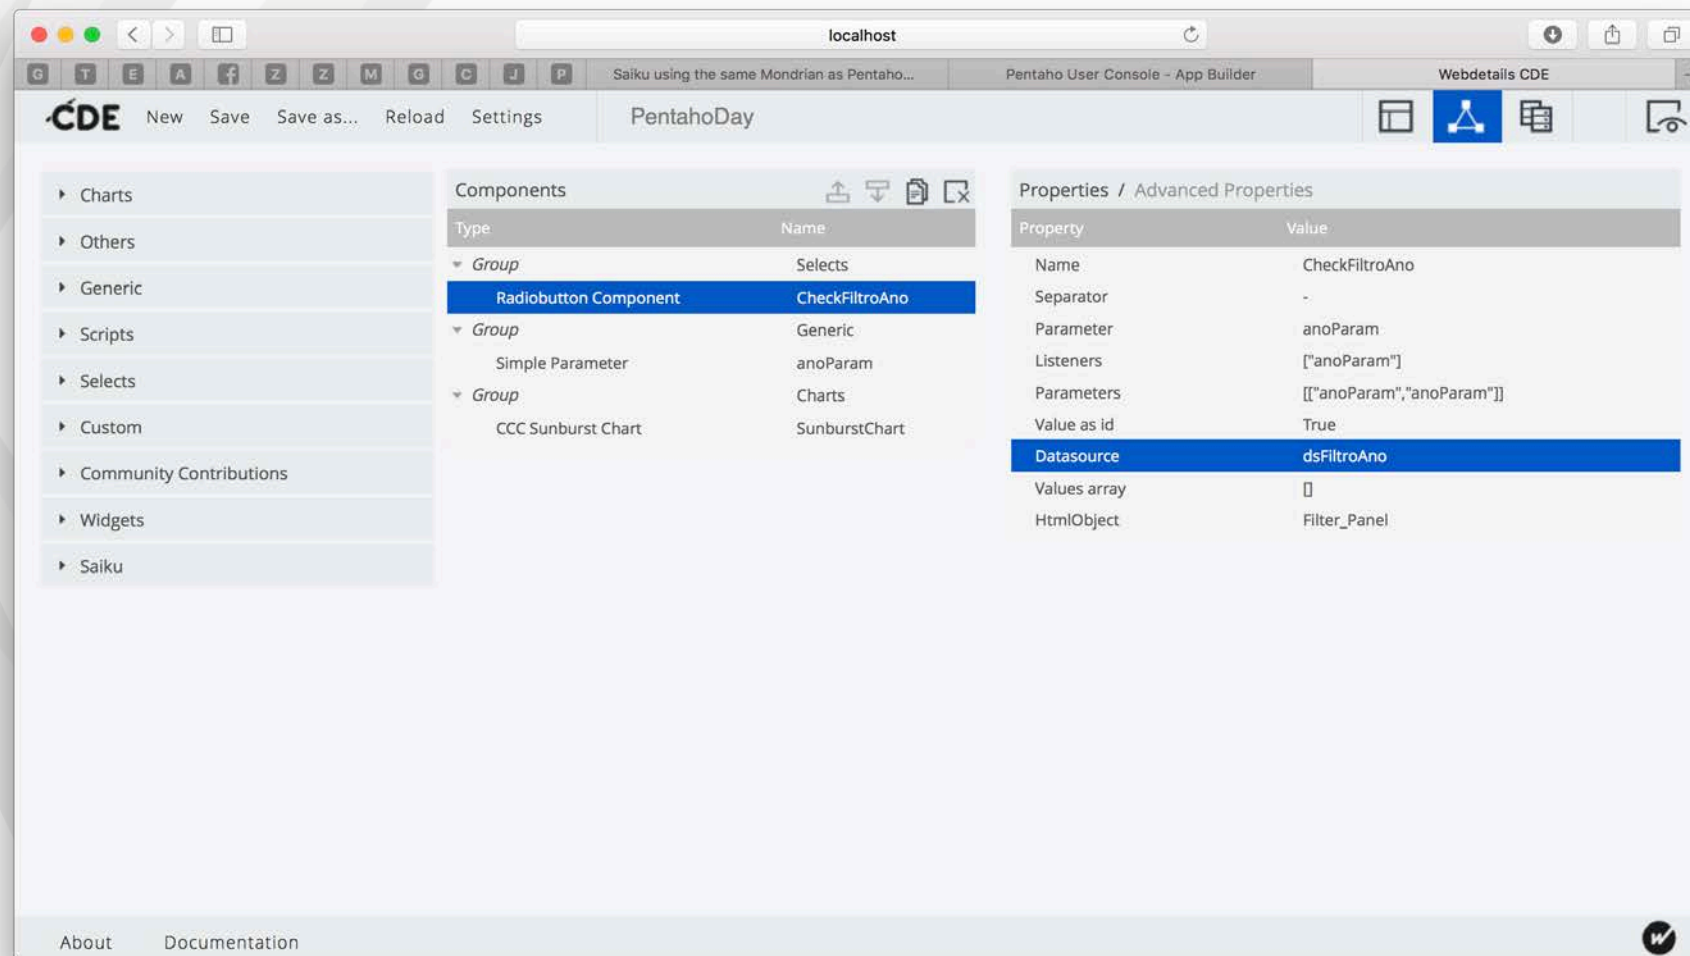 localhost
G T E A f Z Z M G C J P Saiku using the same Mondrian as Pentaho... Pentaho User Console - App Builder Webdetails CDE
CDE New Save Save as... Reload Settings PentahoDay
Charts
Others
Generic
Scripts
Selects
Custom
Community Contributions
Widgets
Saiku
Components
Type Name
Group Selects
Radiobutton Component CheckFiltroAno
Group Generic
Simple Parameter anoParam
Group Charts
CCC Sunburst Chart SunburstChart
Properties / Advanced Properties
Property Value
Name CheckFiltroAno
Separator -
Parameter anoParam
Listeners ["anoParam"]
Parameters [["anoParam","anoParam"]]
Value as id True
Datasource dsFiltroAno
Values array []
HtmlObject Filter_Panel
About Documentation